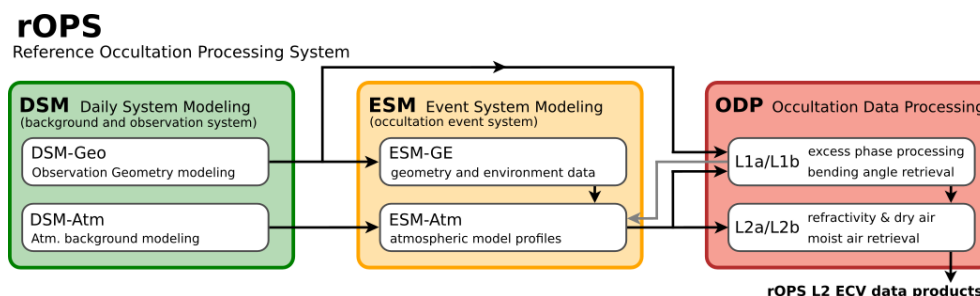 rOPS
Reference Occultation Processing System
DSM Daily System Modeling
(background and observation system)
DSM-Geo
Observation Geometry modeling
DSM-Atm
Atm. background modeling
ESM Event System Modeling
(occultation event system)
ESM-GE
geometry and environment data
ESM-Atm
atmospheric model profiles
ODP Occultation Data Processing
L1a/L1b excess phase processing
bending angle retrieval
L2a/L2b refractivity & dry air
moist air retrieval
rOPS L2 ECV data products